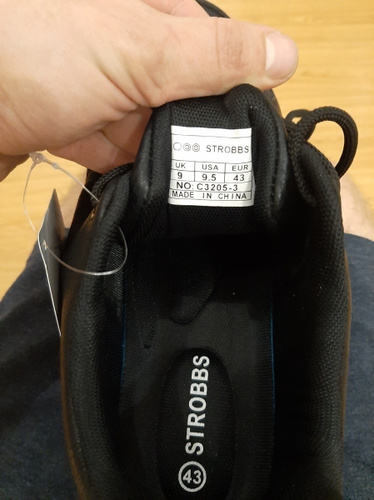 STROBBS
UK USA EUR
9 9.5 43
NO: C3205-3
MADE IN CHINA
STROBBS
43